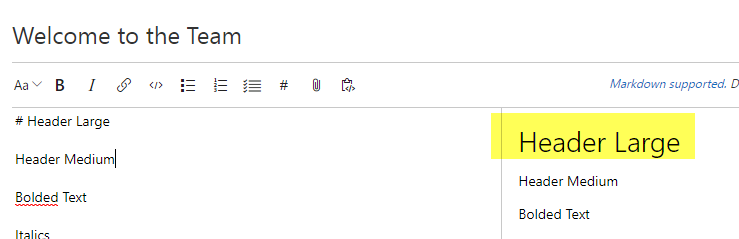 Welcome to the Team
Aa B I </> #
Markdown supported. D
# Header Large
Header Medium
Bolded Text
Italics
Header Large
Header Medium
Bolded Text